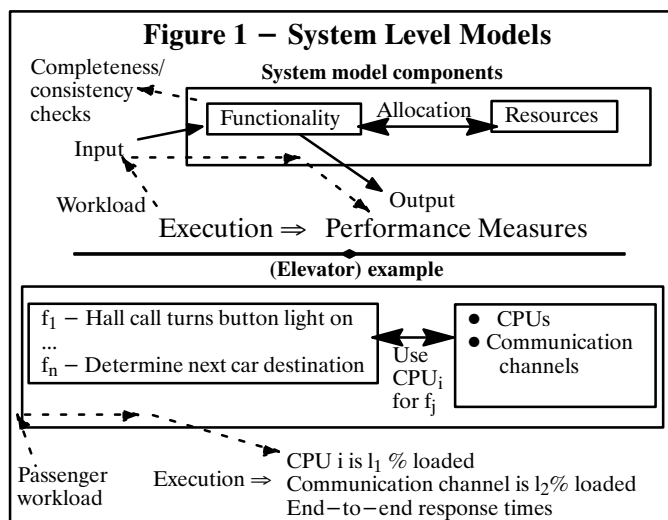 Figure 1 − System Level Models
Completeness/
consistency
checks
System model components
Functionality
Allocation
Resources
Input
Workload
Output
Execution ⇒ Performance Measures
(Elevator) example
f1 − Hall call turns button light on
...
fn − Determine next car destination
Use
CPUi
for fj
● CPUs
● Communication
channels
Passenger
workload
Execution ⇒
CPU i is l1 % loaded
Communication channel is l2% loaded
End−to−end response times